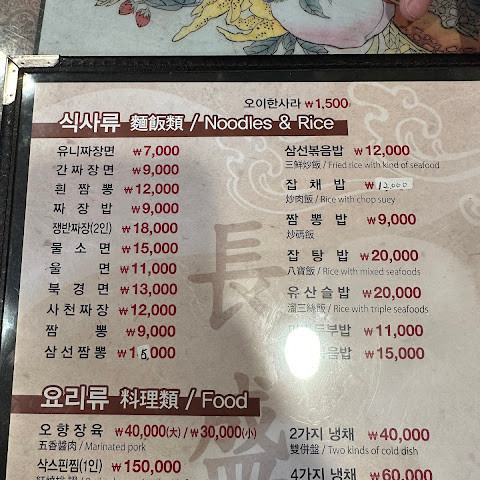 오이한사라 ₩1,500
식사류 麵飯類 / Noodles & Rice
유니짜장면 ₩7,000
간짜장면 ₩9,000
흰짬뽕 ₩12,000
짜장밥 ₩9,000
쟁반짜장(2인) ₩18,000
물소면 ₩15,000
울면 ₩11,000
북경면 ₩13,000
사천짜장 ₩12,000
짬뽕 ₩9,000
삼선짬뽕 ₩15,000
삼선볶음밥 ₩12,000
三鮮炒飯 / Fried rice with kind of seafood
잡채밥 ₩12,000
炒肉飯 / Rice with chop suey
짬뽕밥 ₩9,000
炒碼飯
잡탕밥 ₩20,000
八寶飯 / Rice with mixed seafoods
유산슬밥 ₩20,000
溜三絲飯 / Rice with triple seafoods
두부밥 ₩11,000
음밥 ₩15,000
長
盛
요리류 料理類 / Food
오향장육 ₩40,000(大) / ₩30,000(小)
五香醬肉 / Marinated pork
삭스핀찜(1인) ₩150,000
2가지 냉채 ₩40,000
雙倂盤 / Two kinds of cold dish
4가지 냉채 ₩60,000